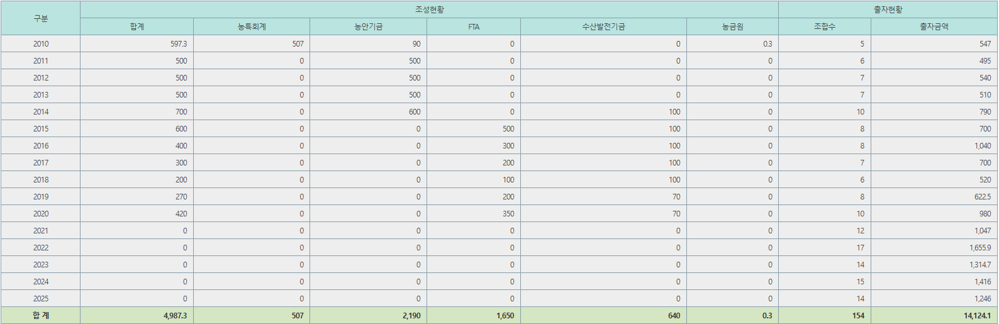 구분 조성현황 출자현황
합계 농특회계 농안기금 FTA 수산발전기금 농금원 조합수 출자금액
2010 597.3 507 90 0 0 0.3 5 547
2011 500 0 500 0 0 0 6 495
2012 500 0 500 0 0 0 7 540
2013 500 0 500 0 0 0 7 510
2014 700 0 600 0 100 0 10 790
2015 600 0 0 500 100 0 8 700
2016 400 0 0 300 100 0 8 1,040
2017 300 0 0 200 100 0 7 700
2018 200 0 0 100 100 0 6 520
2019 270 0 0 200 70 0 8 622.5
2020 420 0 0 350 70 0 10 980
2021 0 0 0 0 0 0 12 1,047
2022 0 0 0 0 0 0 17 1,655.9
2023 0 0 0 0 0 0 14 1,314.7
2024 0 0 0 0 0 0 15 1,416
2025 0 0 0 0 0 0 14 1,246
합 계 4,987.3 507 2,190 1,650 640 0.3 154 14,124.1